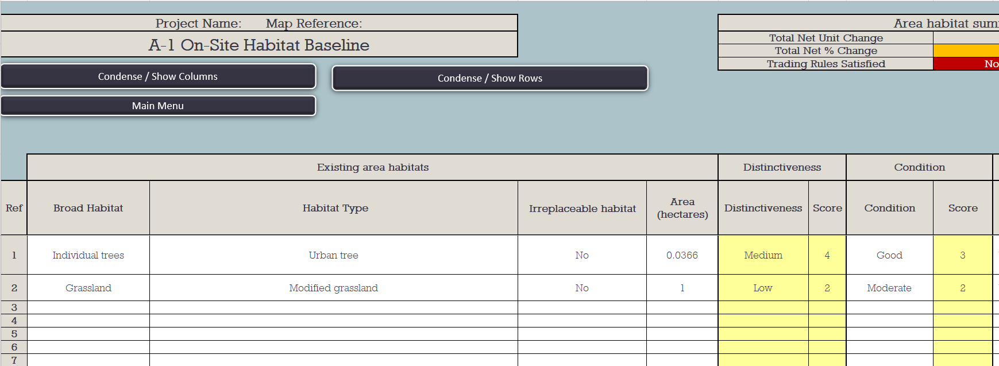 Project Name: Map Reference:
A-1 On-Site Habitat Baseline
Condense / Show Columns
Condense / Show Rows
Main Menu
Area habitat sum
Total Net Unit Change
Total Net % Change
Trading Rules Satisfied No
Existing area habitats Distinctiveness Condition
Ref Broad Habitat Habitat Type Irreplaceable habitat Area (hectares) Distinctiveness Score Condition Score
1 Individual trees Urban tree No 0.0366 Medium 4 Good 3
2 Grassland Modified grassland No 1 Low 2 Moderate 2
3
4
5
6
7